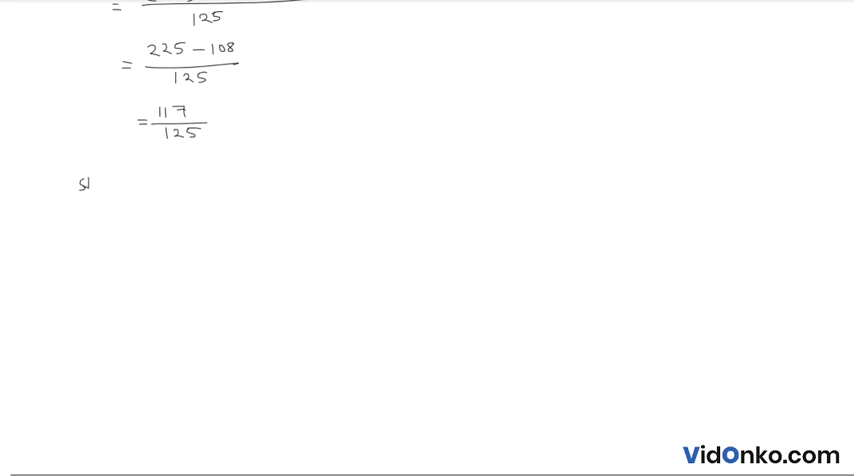 =
125
= 225 - 108
125
= 117
125
VidOnko.com